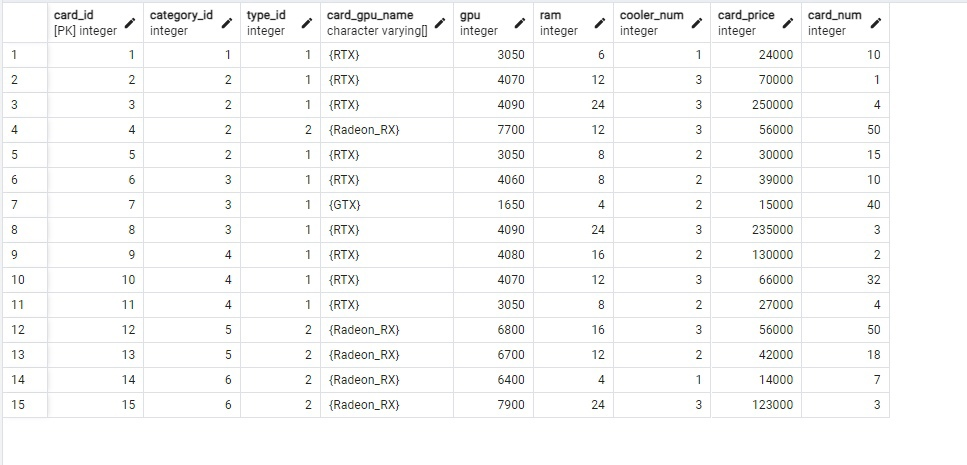 card_id category_id type_id card_gpu_name gpu ram cooler_num card_price card_num
[PK] integer integer integer character varying[] integer integer integer integer integer
1 1 1 1 {RTX} 3050 6 1 24000 10
2 2 2 1 {RTX} 4070 12 3 70000 1
3 3 2 1 {RTX} 4090 24 3 250000 4
4 4 2 2 {Radeon_RX} 7700 12 3 56000 50
5 5 2 1 {RTX} 3050 8 2 30000 15
6 6 3 1 {RTX} 4060 8 2 39000 10
7 7 3 1 {GTX} 1650 4 2 15000 40
8 8 3 1 {RTX} 4090 24 3 235000 3
9 9 4 1 {RTX} 4080 16 2 130000 2
10 10 4 1 {RTX} 4070 12 3 66000 32
11 11 4 1 {RTX} 3050 8 2 27000 4
12 12 5 2 {Radeon_RX} 6800 16 3 56000 50
13 13 5 2 {Radeon_RX} 6700 12 2 42000 18
14 14 6 2 {Radeon_RX} 6400 4 1 14000 7
15 15 6 2 {Radeon_RX} 7900 24 3 123000 3